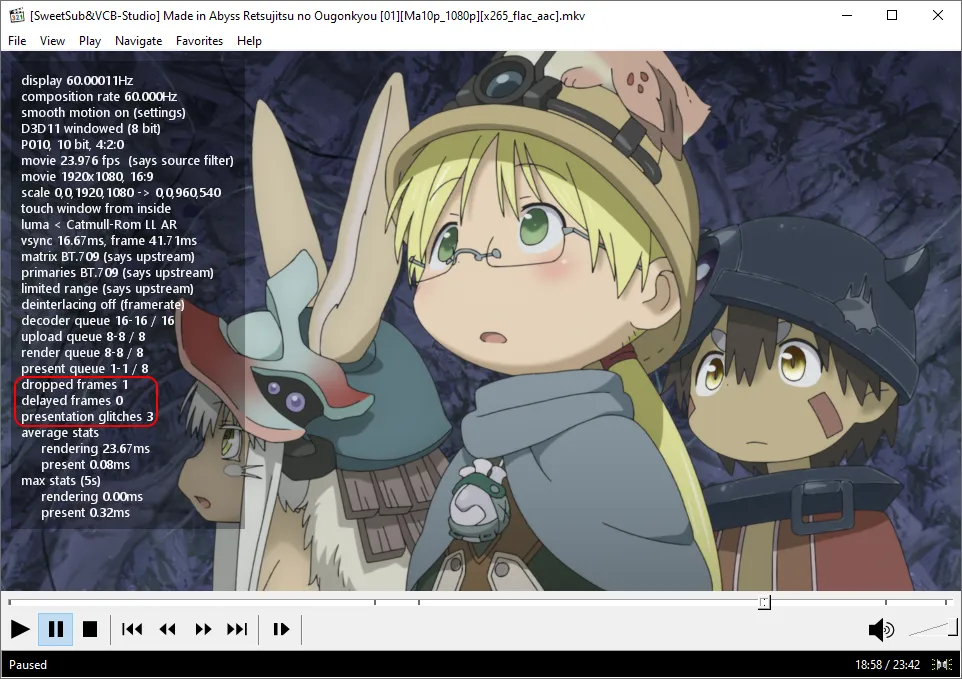 [SweetSub&VCB-Studio] Made in Abyss Retsujitsu no Ougonkyou [01][Ma10p_1080p][x265_flac_aac].mkv
File View Play Navigate Favorites Help
display 60.00011Hz
composition rate 60.000Hz
smooth motion on (settings)
D3D11 windowed (8 bit)
P010, 10 bit, 4:2:0
movie 23.976 fps (says source filter)
movie 1920x1080, 16:9
scale 0,0,1920,1080 -> 0,0,960,540
touch window from inside
luma < Catmull-Rom LL AR
vsync 16.67ms, frame 41.71ms
matrix BT.709 (says upstream)
primaries BT.709 (says upstream)
limited range (says upstream)
deinterlacing off (framerate)
decoder queue 16-16 / 16
upload queue 8-8 / 8
render queue 8-8 / 8
present queue 1-1 / 8
dropped frames 1
delayed frames 0
presentation glitches 3
average stats
rendering 23.67ms
present 0.08ms
max stats (5s)
rendering 0.00ms
present 0.32ms
Paused 18:58 / 23:42